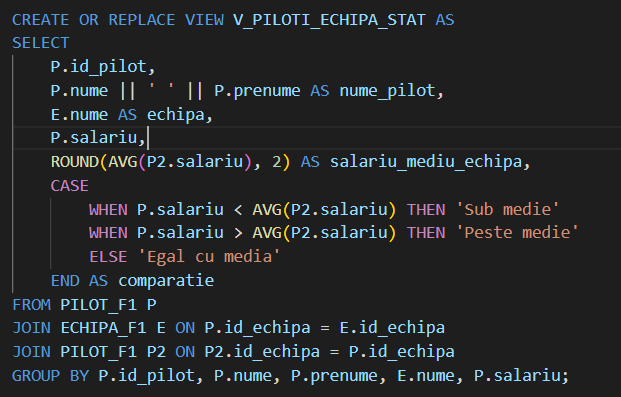 CREATE OR REPLACE VIEW V_PILOTI_ECHIPA_STAT AS
SELECT
P.id_pilot,
P.nume || ' ' || P.prenume AS nume_pilot,
E.nume AS echipa,
P.salariu,
ROUND(AVG(P2.salariu), 2) AS salariu_mediu_echipa,
CASE
WHEN P.salariu < AVG(P2.salariu) THEN 'Sub medie'
WHEN P.salariu > AVG(P2.salariu) THEN 'Peste medie'
ELSE 'Egal cu media'
END AS comparatie
FROM PILOT_F1 P
JOIN ECHIPA_F1 E ON P.id_echipa = E.id_echipa
JOIN PILOT_F1 P2 ON P2.id_echipa = P.id_echipa
GROUP BY P.id_pilot, P.nume, P.prenume, E.nume, P.salariu;